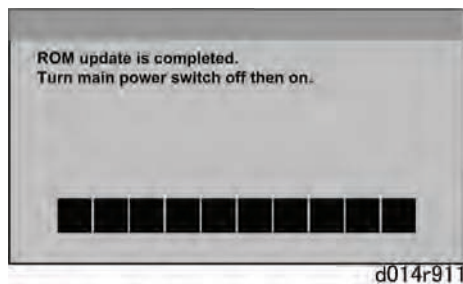 ROM update is completed.
Turn main power switch off then on.
d014r911